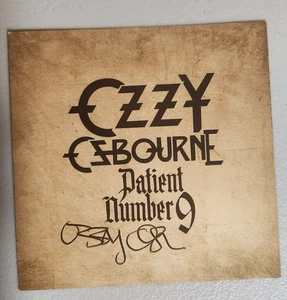 OZZY
OSBOURNE
Patient
Number 9